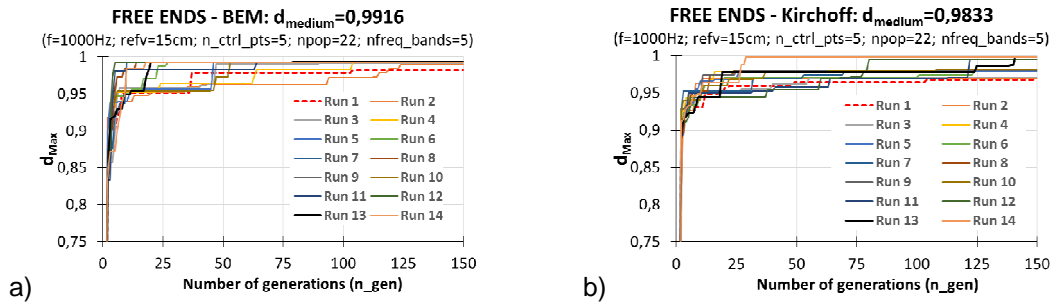 FREE ENDS - BEM: dmedium=0,9916
(f=1000Hz; refv=15cm; n_ctrl_pts=5; npop=22; nfreq_bands=5)
1
0,95
0,9
0,85
0,8
0,75
dMax
Run 1 Run 2
Run 3 Run 4
Run 5 Run 6
Run 7 Run 8
Run 9 Run 10
Run 11 Run 12
Run 13 Run 14
0 25 50 75 100 125 150
Number of generations (n_gen)
a)
FREE ENDS - Kirchoff: dmedium=0,9833
(f=1000Hz; refv=15cm; n_ctrl_pts=5; npop=22; nfreq_bands=5)
1
0,95
0,9
0,85
0,8
0,75
dMax
Run 1 Run 2
Run 3 Run 4
Run 5 Run 6
Run 7 Run 8
Run 9 Run 10
Run 11 Run 12
Run 13 Run 14
0 25 50 75 100 125 150
Number of generations (n_gen)
b)